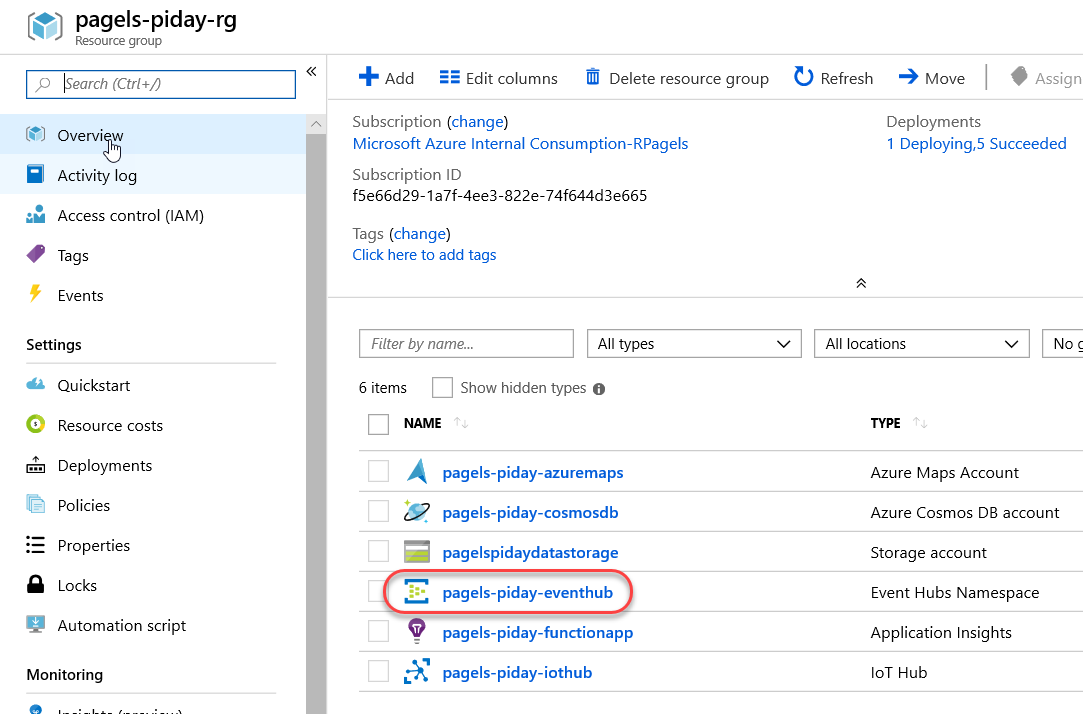 pagels-piday-rg
Resource group
Search (Ctrl+/)
Overview
Activity log
Access control (IAM)
Tags
Events
Settings
Quickstart
Resource costs
Deployments
Policies
Properties
Locks
Automation script
Monitoring
Insights (preview)
Add Edit columns Delete resource group Refresh Move Assign
Subscription (change)
Microsoft Azure Internal Consumption-RPagels
Deployments
1 Deploying,5 Succeeded
Subscription ID
f5e66d29-1a7f-4ee3-822e-74f644d3e665
Tags (change)
Click here to add tags
Filter by name... All types All locations No g
6 items Show hidden types
NAME TYPE
pagels-piday-azuremaps Azure Maps Account
pagels-piday-cosmosdb Azure Cosmos DB account
pagelspidaydatastorage Storage account
pagels-piday-eventhub Event Hubs Namespace
pagels-piday-functionapp Application Insights
pagels-piday-iothub IoT Hub